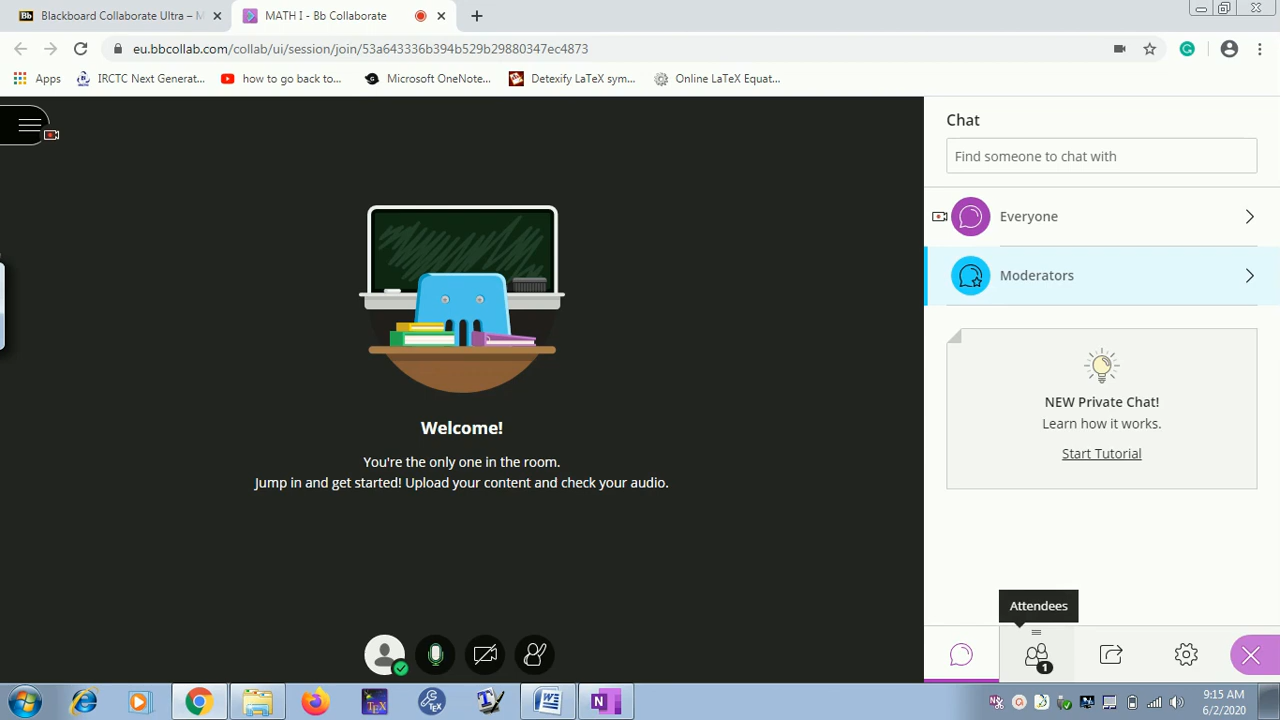 Bb Blackboard Collaborate Ultra – M
MATH I - Bb Collaborate
eu.bbcollab.com/collab/ui/session/join/53a643336b394b529b29880347ec4873
Apps
IRCTC Next Generat...
how to go back to...
Microsoft OneNote...
Detexify LaTeX sym...
Online LaTeX Equat...
Chat
Find someone to chat with
Everyone
Moderators
NEW Private Chat!
Learn how it works.
Start Tutorial
Welcome!
You're the only one in the room.
Jump in and get started! Upload your content and check your audio.
Attendees
1
9:15 AM
6/2/2020